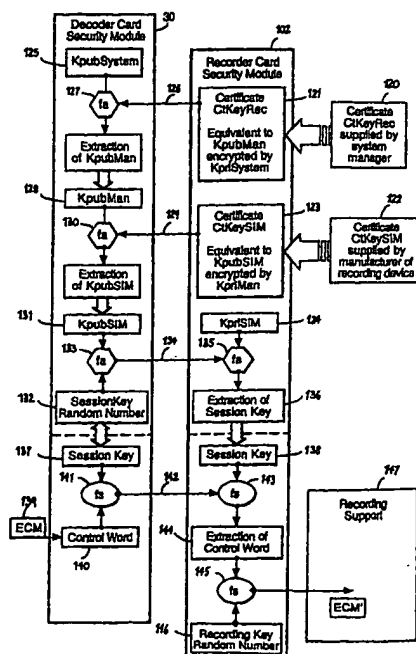 Decoder Card
Security Module
30
125
KpubSystem
127
fa
126
Extraction
of KpubMan
128
KpubMan
130
fa
129
Extraction
of KpubSIM
131
KpubSIM
133
fa
134
132
SessionKey
Random Number
137
Session Key
141
fs
142
139
ECM
Control Word
140
Recorder Card
Security Module
102
Certificate
CtKeyRec
121
Equivalent to
KpubMan
encrypted by
KpriSystem
Certificate
CtKeySIM
123
Equivalent to
KpubSIM
encrypted by
KpriMan
KpriSIM
124
fa
135
Extraction of
Session Key
136
Session Key
138
fs
143
144
Extraction of
Control Word
145
fs
146
Recording Key
Random Number
120
Certificate
CtKeyRec
supplied by
system
manager
122
Certificate
CtKeySIM
supplied by
manufacturer of
recording device
147
Recording
Support
ECM'